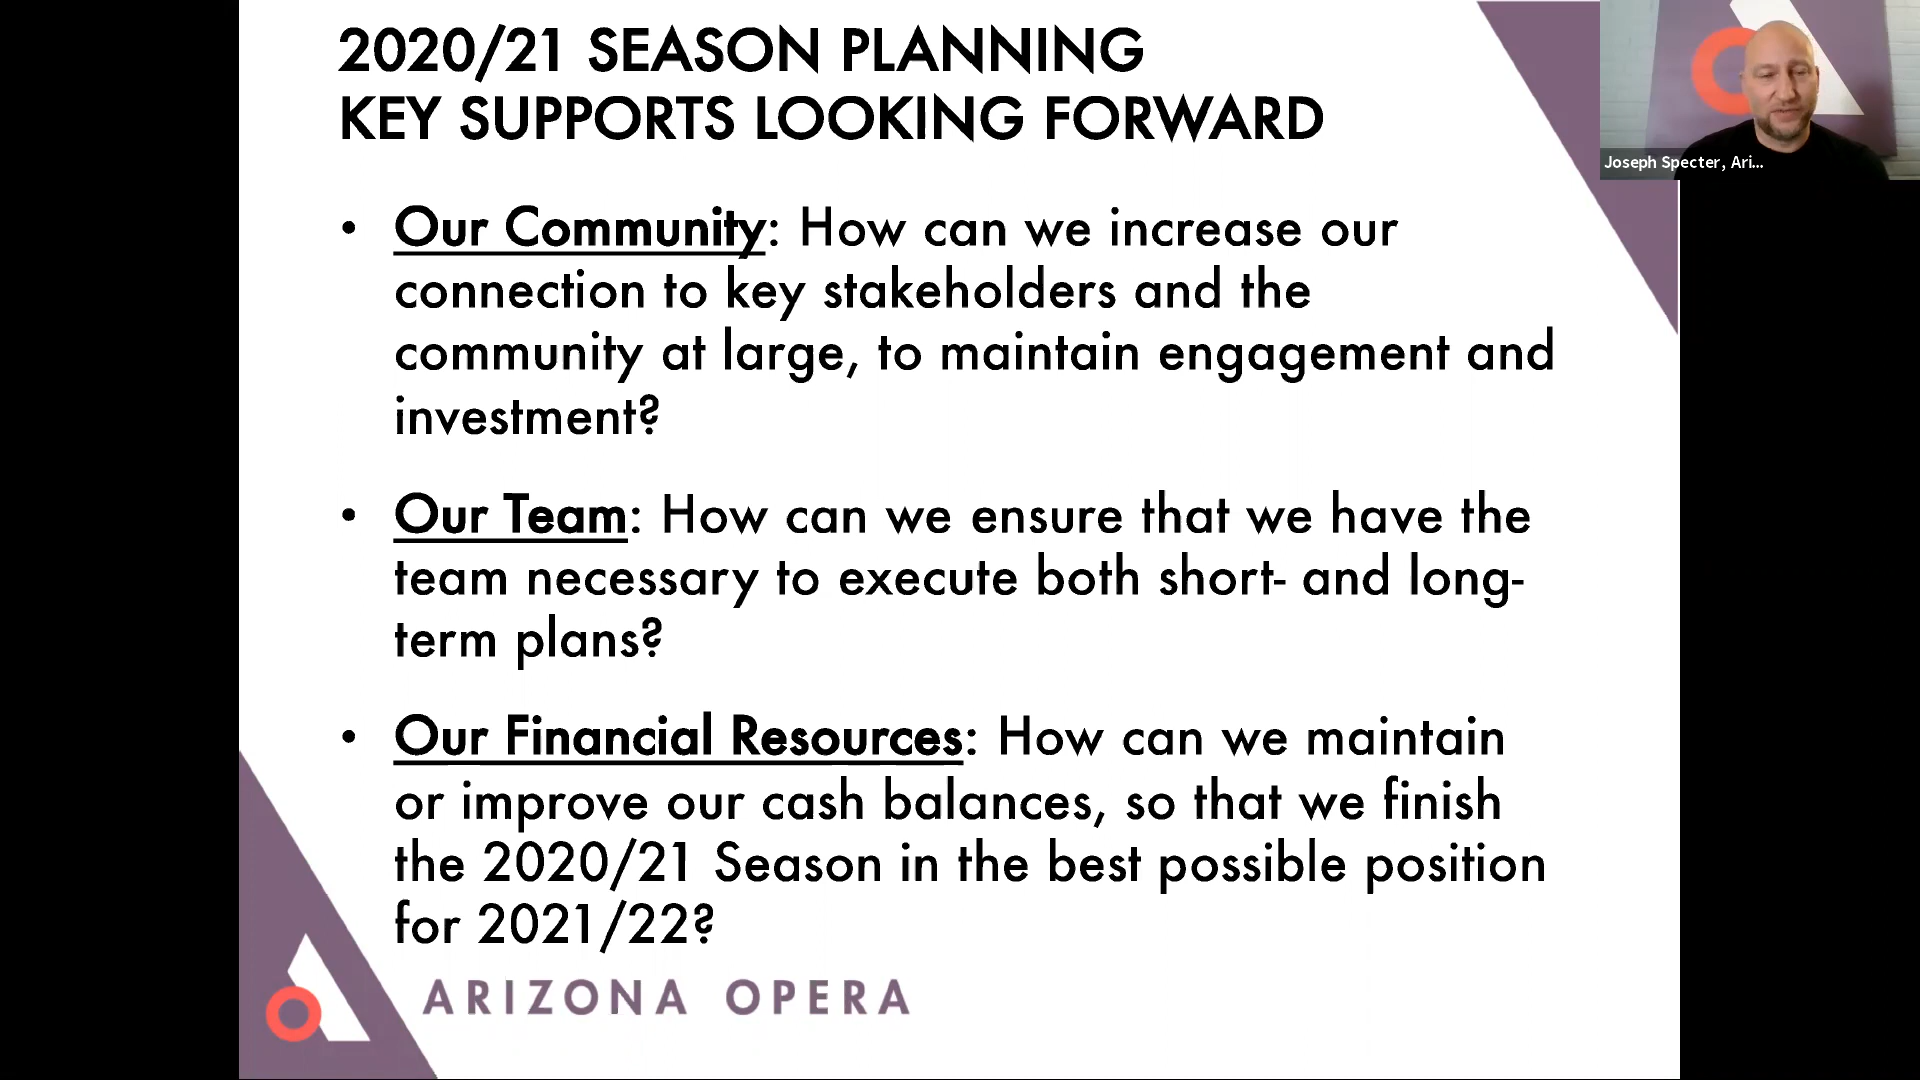 2020/21 SEASON PLANNING
KEY SUPPORTS LOOKING FORWARD
Joseph Specter, Ari...
• Our Community: How can we increase our
connection to key stakeholders and the
community at large, to maintain engagement and
investment?
• Our Team: How can we ensure that we have the
team necessary to execute both short- and long-
term plans?
• Our Financial Resources: How can we maintain
or improve our cash balances, so that we finish
the 2020/21 Season in the best possible position
for 2021/22?
ARIZONA OPERA